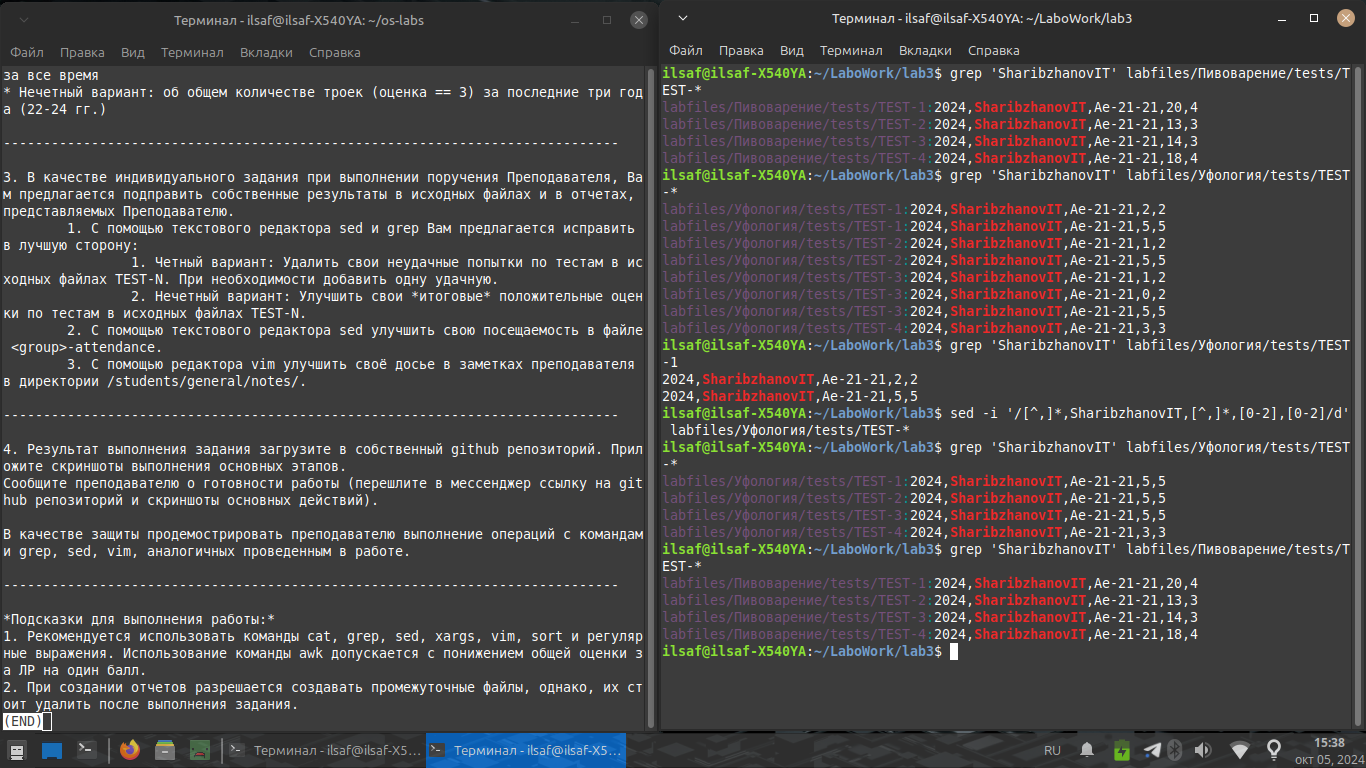 Терминал - ilsaf@ilsaf-X540YA: ~/os-labs
Файл Правка Вид Терминал Вкладки Справка
за все время
* Нечетный вариант: об общем количестве троек (оценка == 3) за последние три год
а (22-24 гг.)
----------------------------------------------------------------------------
3. В качестве индивидуального задания при выполнении поручения Преподавателя, Ва
м предлагается подправить собственные результаты в исходных файлах и в отчетах,
представляемых Преподавателю.
1. С помощью текстового редактора sed и grep Вам предлагается исправить
в лучшую сторону:
1. Четный вариант: Удалить свои неудачные попытки по тестам в ис
ходных файлах TEST-N. При необходимости добавить одну удачную.
2. Нечетный вариант: Улучшить свои *итоговые* положительные оцен
ки по тестам в исходных файлах TEST-N.
2. С помощью текстового редактора sed улучшить свою посещаемость в файле
<group>-attendance.
3. С помощью редактора vim улучшить своё досье в заметках преподавателя
в директории /students/general/notes/.
----------------------------------------------------------------------------
4. Результат выполнения задания загрузите в собственный github репозиторий. Прил
ожите скриншоты выполнения основных этапов.
Сообщите преподавателю о готовности работы (перешлите в мессенджер ссылку на git
hub репозиторий и скриншоты основных действий).
В качестве защиты продемострировать преподавателю выполнение операций с командам
и grep, sed, vim, аналогичных проведенным в работе.
----------------------------------------------------------------------------
*Подсказки для выполнения работы:*
1. Рекомендуется использовать команды cat, grep, sed, xargs, vim, sort и регуляр
ные выражения. Использование команды awk допускается с понижением общей оценки з
а ЛР на один балл.
2. При создании отчетов разрешается создавать промежуточные файлы, однако, их ст
оит удалить после выполнения задания.
(END)
Терминал - ilsaf@ilsaf-X540YA: ~/LaboWork/lab3
Файл Правка Вид Терминал Вкладки Справка
ilsaf@ilsaf-X540YA:~/LaboWork/lab3$ grep 'SharibzhanovIT' labfiles/Пивоварение/tests/T
EST-*
labfiles/Пивоварение/tests/TEST-1:2024,SharibzhanovIT,Ae-21-21,20,4
labfiles/Пивоварение/tests/TEST-2:2024,SharibzhanovIT,Ae-21-21,13,3
labfiles/Пивоварение/tests/TEST-3:2024,SharibzhanovIT,Ae-21-21,14,3
labfiles/Пивоварение/tests/TEST-4:2024,SharibzhanovIT,Ae-21-21,18,4
ilsaf@ilsaf-X540YA:~/LaboWork/lab3$ grep 'SharibzhanovIT' labfiles/Уфология/tests/TEST
-*
labfiles/Уфология/tests/TEST-1:2024,SharibzhanovIT,Ae-21-21,2,2
labfiles/Уфология/tests/TEST-1:2024,SharibzhanovIT,Ae-21-21,5,5
labfiles/Уфология/tests/TEST-2:2024,SharibzhanovIT,Ae-21-21,1,2
labfiles/Уфология/tests/TEST-2:2024,SharibzhanovIT,Ae-21-21,5,5
labfiles/Уфология/tests/TEST-3:2024,SharibzhanovIT,Ae-21-21,1,2
labfiles/Уфология/tests/TEST-3:2024,SharibzhanovIT,Ae-21-21,0,2
labfiles/Уфология/tests/TEST-3:2024,SharibzhanovIT,Ae-21-21,5,5
labfiles/Уфология/tests/TEST-4:2024,SharibzhanovIT,Ae-21-21,3,3
ilsaf@ilsaf-X540YA:~/LaboWork/lab3$ grep 'SharibzhanovIT' labfiles/Уфология/tests/TEST
-1
2024,SharibzhanovIT,Ae-21-21,2,2
2024,SharibzhanovIT,Ae-21-21,5,5
ilsaf@ilsaf-X540YA:~/LaboWork/lab3$ sed -i '/[^,]*,SharibzhanovIT,[^,]*,[0-2],[0-2]/d'
labfiles/Уфология/tests/TEST-*
ilsaf@ilsaf-X540YA:~/LaboWork/lab3$ grep 'SharibzhanovIT' labfiles/Уфология/tests/TEST
-*
labfiles/Уфология/tests/TEST-1:2024,SharibzhanovIT,Ae-21-21,5,5
labfiles/Уфология/tests/TEST-2:2024,SharibzhanovIT,Ae-21-21,5,5
labfiles/Уфология/tests/TEST-3:2024,SharibzhanovIT,Ae-21-21,5,5
labfiles/Уфология/tests/TEST-4:2024,SharibzhanovIT,Ae-21-21,3,3
ilsaf@ilsaf-X540YA:~/LaboWork/lab3$ grep 'SharibzhanovIT' labfiles/Пивоварение/tests/T
EST-*
labfiles/Пивоварение/tests/TEST-1:2024,SharibzhanovIT,Ae-21-21,20,4
labfiles/Пивоварение/tests/TEST-2:2024,SharibzhanovIT,Ae-21-21,13,3
labfiles/Пивоварение/tests/TEST-3:2024,SharibzhanovIT,Ae-21-21,14,3
labfiles/Пивоварение/tests/TEST-4:2024,SharibzhanovIT,Ae-21-21,18,4
ilsaf@ilsaf-X540YA:~/LaboWork/lab3$
Терминал - ilsaf@ilsaf-X5...
Терминал - ilsaf@ilsaf-X5...
RU
15:38
окт 05, 2024